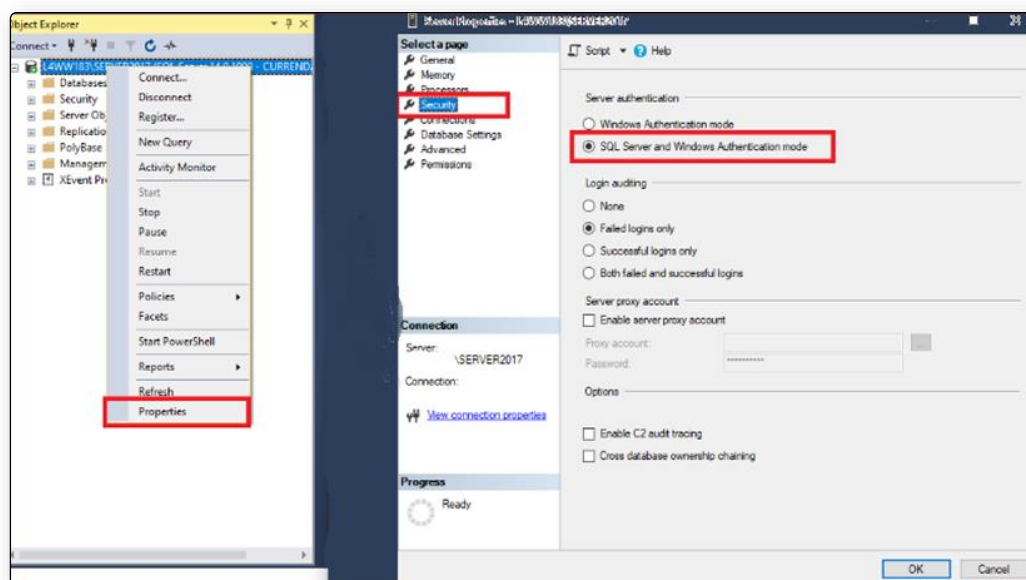 Object Explorer
Connect
L4WW183\SER
- CURREND
Databases
Security
Server Ob
Replicatio
PolyBase
Managem
XEvent Pr
Connect...
Disconnect
Register...
New Query
Activity Monitor
Start
Stop
Pause
Resume
Restart
Policies
Facets
Start PowerShell
Reports
Refresh
Properties
Select a page
General
Memory
Processors
Security
Connections
Database Settings
Advanced
Permissions
Connection
Server:
\SERVER2017
Connection:
View connection properties
Progress
Ready
Script
Help
Server authentication
Windows Authentication mode
SQL Server and Windows Authentication mode
Login auditing
None
Failed logins only
Successful logins only
Both failed and successful logins
Server proxy account
Enable server proxy account
Proxy account:
Password:
**********
Options
Enable C2 audit tracing
Cross database ownership chaining
OK
Cancel